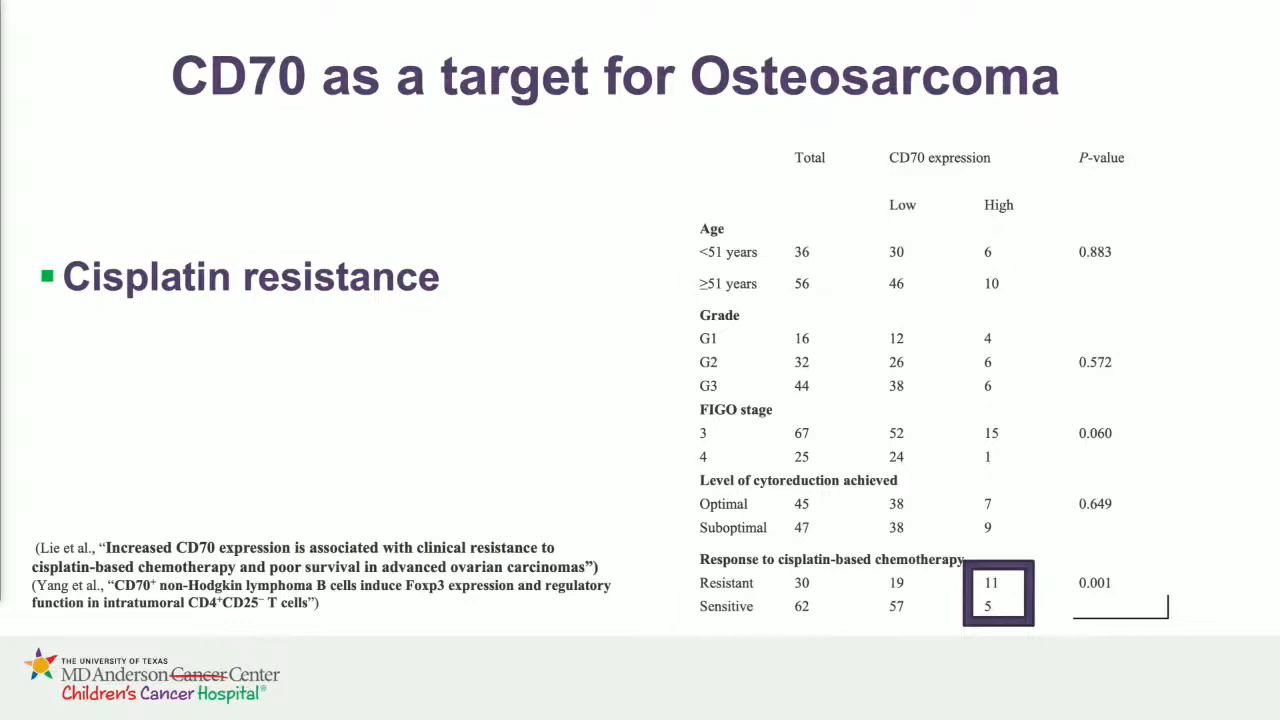 CD70 as a target for Osteosarcoma
Cisplatin resistance
(Lie et al., “Increased CD70 expression is associated with clinical resistance to
cisplatin-based chemotherapy and poor survival in advanced ovarian carcinomas”)
(Yang et al., “CD70+ non-Hodgkin lymphoma B cells induce Foxp3 expression and regulatory
function in intratumoral CD4+CD25− T cells”)
Total CD70 expression P-value
Low High
Age
<51 years 36 30 6 0.883
≥51 years 56 46 10
Grade
G1 16 12 4
G2 32 26 6 0.572
G3 44 38 6
FIGO stage
3 67 52 15 0.060
4 25 24 1
Level of cytoreduction achieved
Optimal 45 38 7 0.649
Suboptimal 47 38 9
Response to cisplatin-based chemotherapy
Resistant 30 19 11 0.001
Sensitive 62 57 5
THE UNIVERSITY OF TEXAS
MD Anderson Cancer Center
Children's Cancer Hospital®